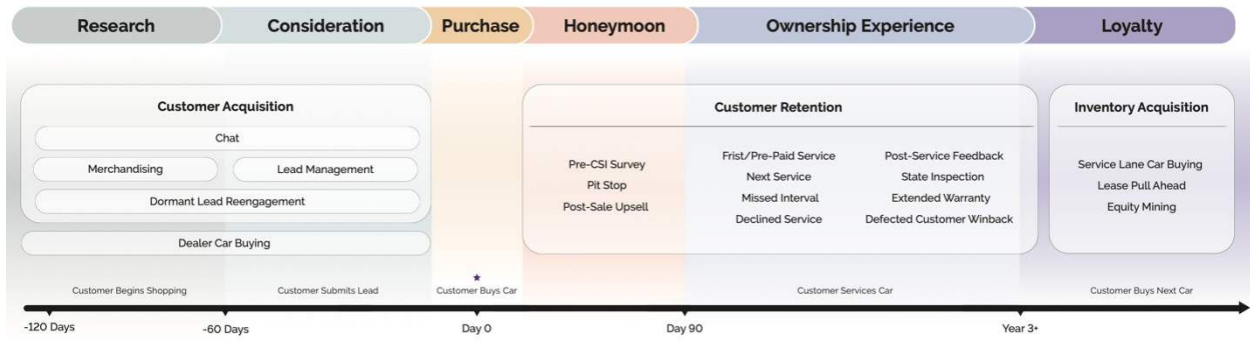 Research
Consideration
Purchase
Honeymoon
Ownership Experience
Loyalty
Customer Acquisition
Chat
Merchandising
Lead Management
Dormant Lead Reengagement
Dealer Car Buying
Customer Retention
Pre-CSI Survey
Pit Stop
Post-Sale Upsell
Frist/Pre-Paid Service
Next Service
Missed Interval
Declined Service
Post-Service Feedback
State Inspection
Extended Warranty
Defected Customer Winback
Inventory Acquisition
Service Lane Car Buying
Lease Pull Ahead
Equity Mining
Customer Begins Shopping
Customer Submits Lead
Customer Buys Car
Customer Services Car
Customer Buys Next Car
-120 Days
-60 Days
Day 0
Day 90
Year 3+